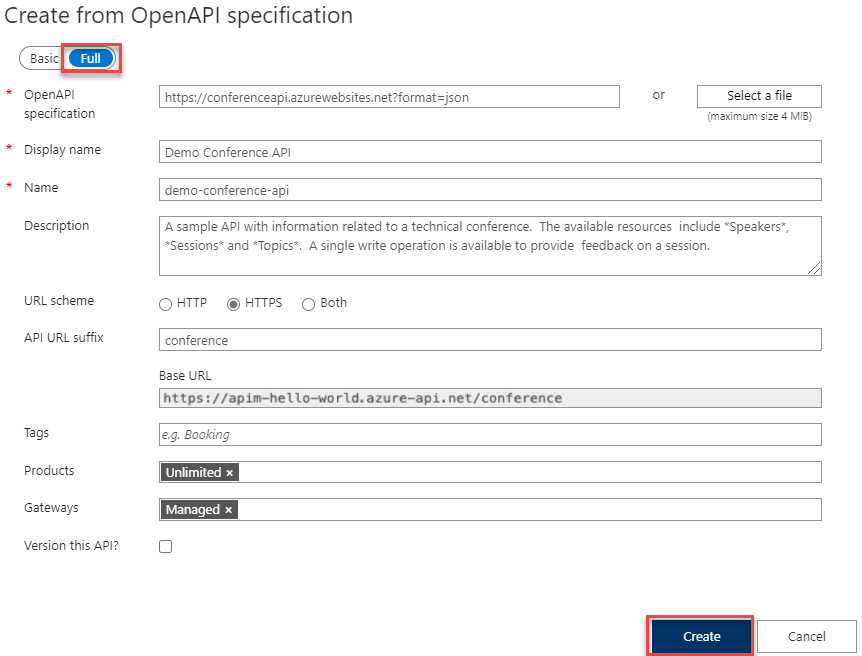 Create from OpenAPI specification
Basic Full
* OpenAPI specification
https://conferenceapi.azurewebsites.net?format=json or Select a file
(maximum size 4 MiB)
* Display name Demo Conference API
* Name demo-conference-api
Description A sample API with information related to a technical conference.  The available resources  include *Speakers*,
*Sessions* and *Topics*.  A single write operation is available to provide  feedback on a session.
URL scheme HTTP HTTPS Both
API URL suffix conference
Base URL
https://apim-hello-world.azure-api.net/conference
Tags e.g. Booking
Products Unlimited ×
Gateways Managed ×
Version this API?
Create Cancel